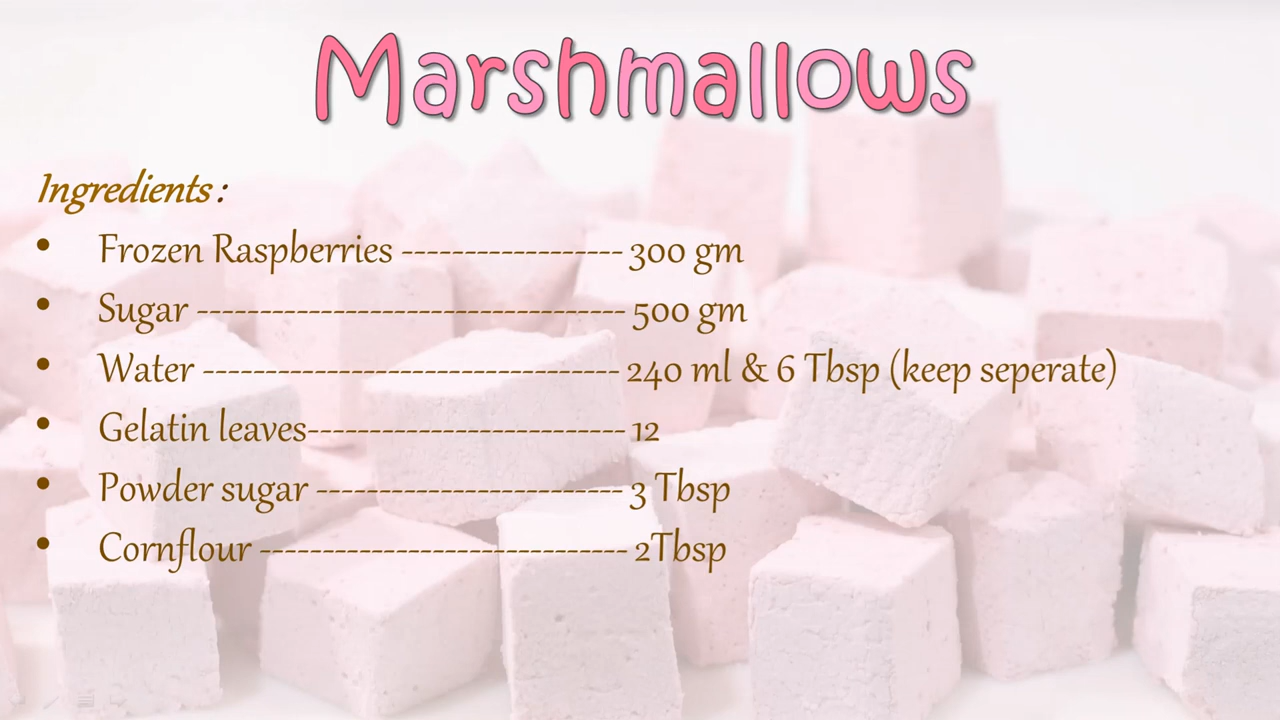 Marshmallows
Ingredients :
• Frozen Raspberries ------------------ 300 gm
• Sugar ---------------------------------- 500 gm
• Water --------------------------------- 240 ml & 6 Tbsp (keep seperate)
• Gelatin leaves------------------------- 12
• Powder sugar ------------------------ 3 Tbsp
• Cornflour ----------------------------- 2Tbsp